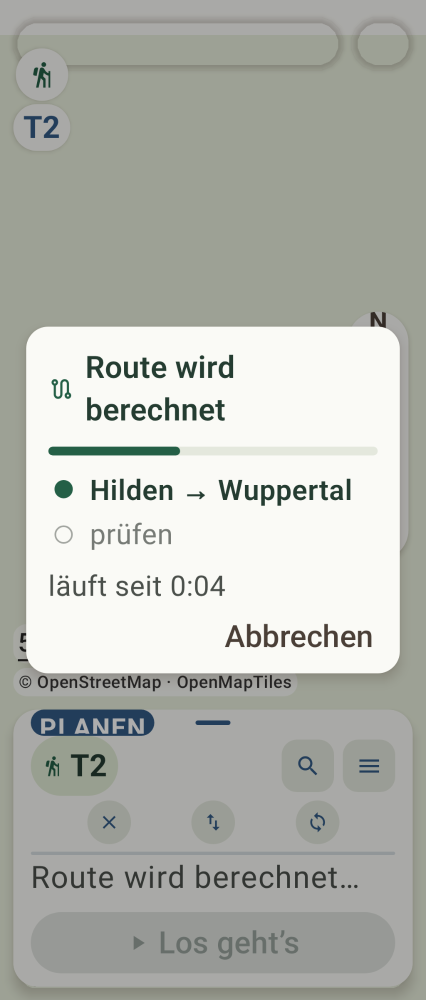 T2
N
Route wird
berechnet
Hilden → Wuppertal
prüfen
läuft seit 0:04
Abbrechen
5
© OpenStreetMap · OpenMapTiles
PLANEN
T2
Route wird berechnet…
Los geht’s